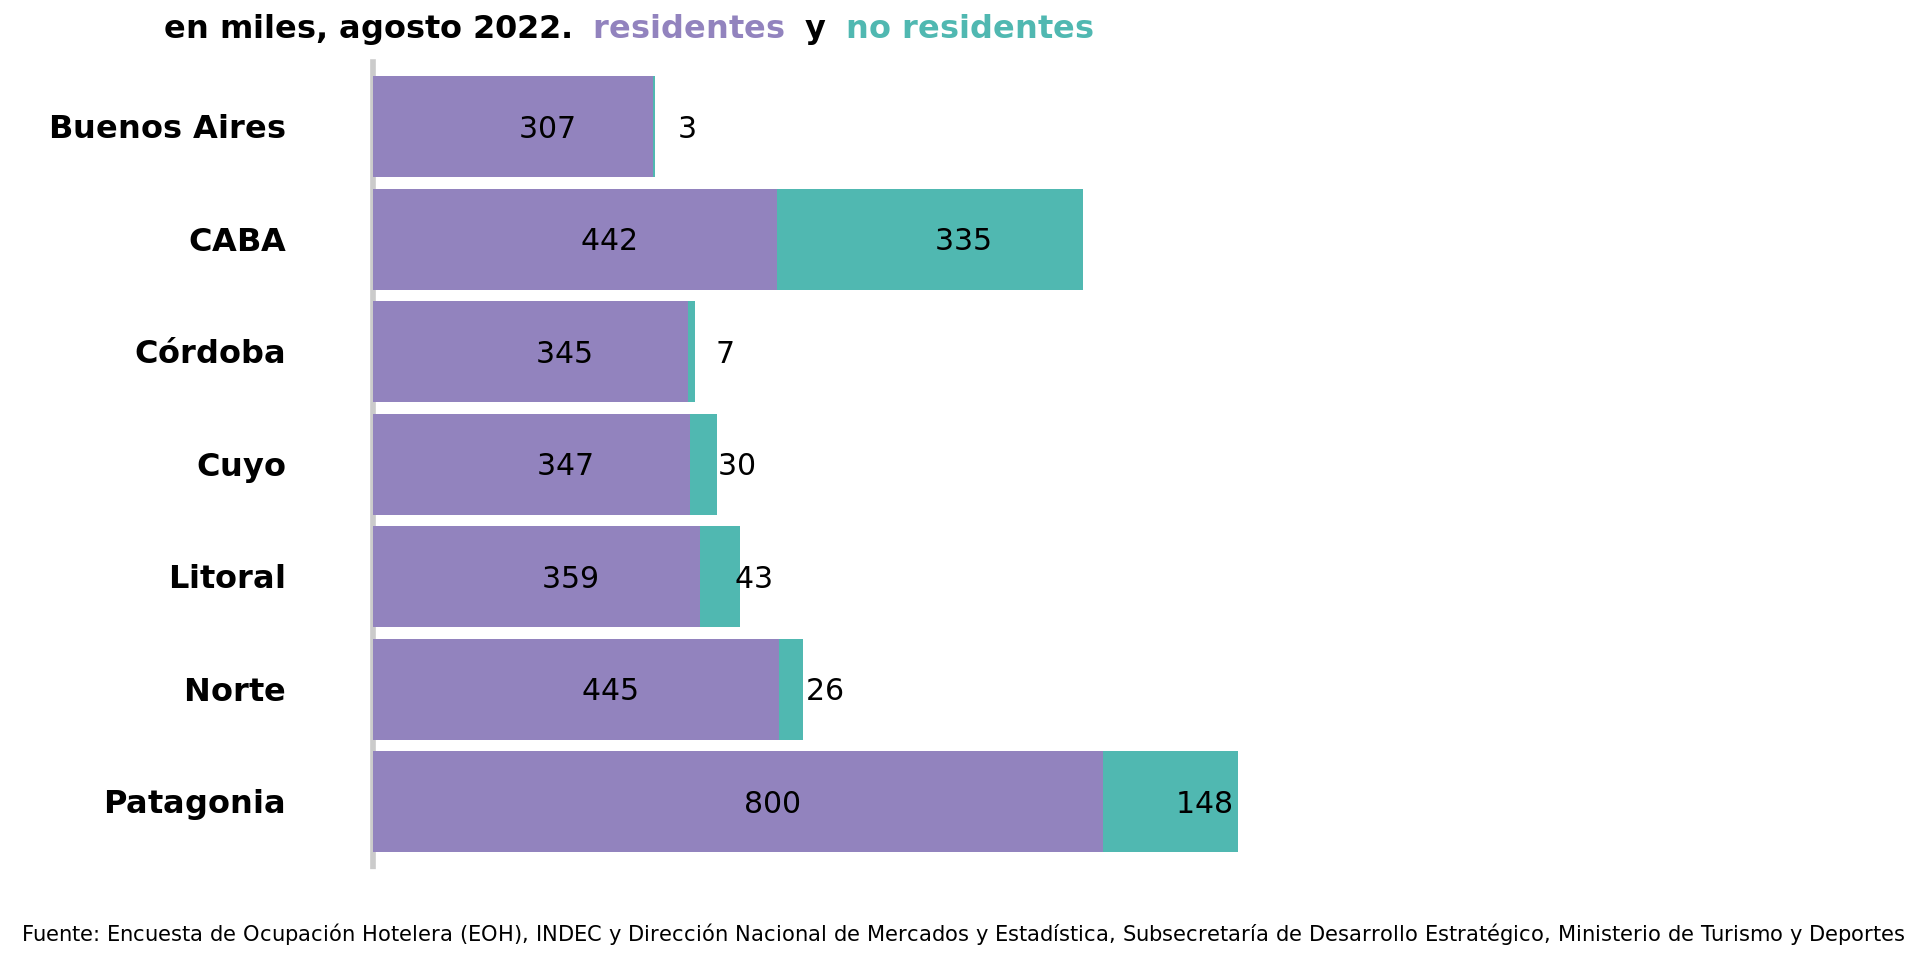 en miles, agosto 2022. residentes y no residentes
Buenos Aires 307 3
CABA 442 335
Córdoba 345 7
Cuyo 347 30
Litoral 359 43
Norte 445 26
Patagonia 800 148
Fuente: Encuesta de Ocupación Hotelera (EOH), INDEC y Dirección Nacional de Mercados y Estadística, Subsecretaría de Desarrollo Estratégico, Ministerio de Turismo y Deportes